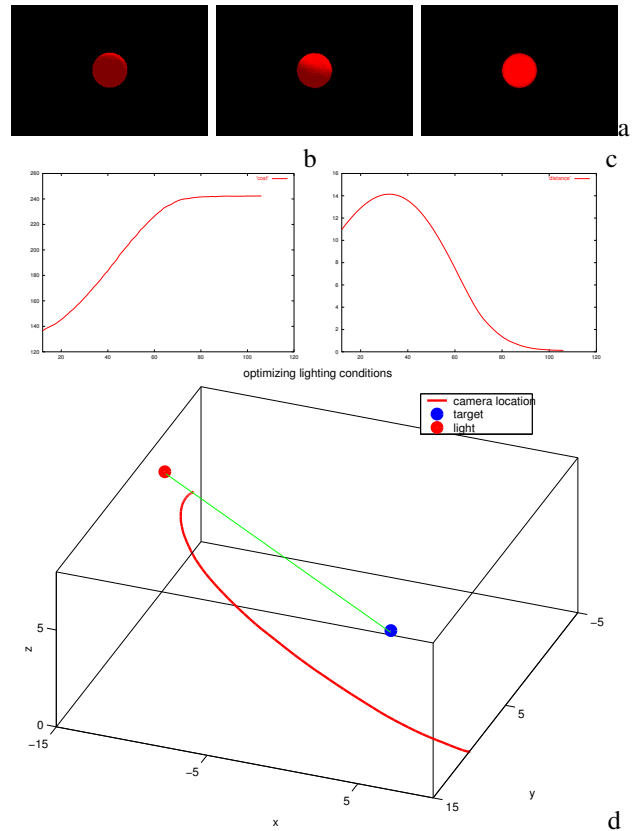 a
b
c
'cost'
260
240
220
200
180
160
140
120
20 40 60 80 100 120
'distance'
16
14
12
10
8
6
4
2
0
20 40 60 80 100 120
optimizing lighting conditions
camera location
target
light
z
5
0
−15
−5
5
15
x
−5
5
y
d